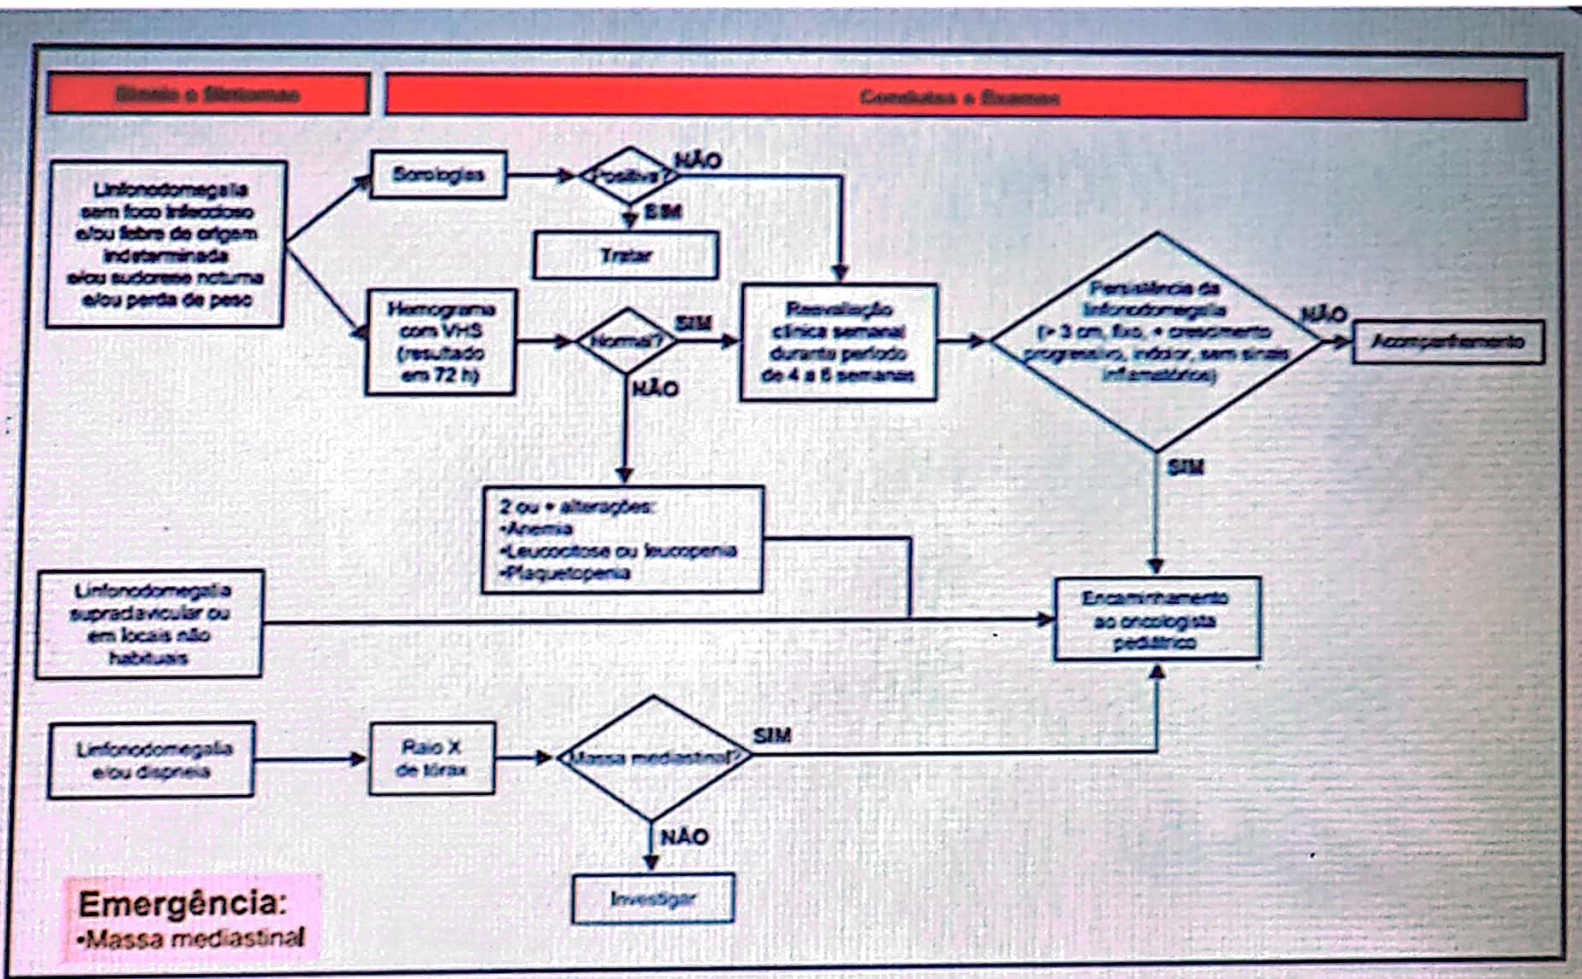 Sinais e Sintomas
Condutas e Exames
Linfonodomegalia
sem foco infeccioso
e/ou febre de origem
indeterminada
e/ou sudorese noturna
e/ou perda de peso
Sorologias
Positiva?
NÃO
SIM
Tratar
Hemograma
com VHS
(resultado
em 72 h)
Normal?
SIM
NÃO
Reavaliação
clínica semanal
durante período
de 4 a 6 semanas
Persistência da
linfonodomegalia
(> 3 cm, fixo, + crescimento
progressivo, indolor, sem sinais
inflamatórios)
NÃO
Acompanhamento
SIM
2 ou + alterações:
•Anemia
•Leucocitose ou leucopenia
•Plaquetopenia
Linfonodomegalia
supraclavicular ou
em locais não
habituais
Encaminhamento
ao oncologista
pediátrico
Linfonodomegalia
e/ou dispneia
Raio X
de tórax
Massa mediastinal?
SIM
NÃO
Investigar
Emergência:
•Massa mediastinal